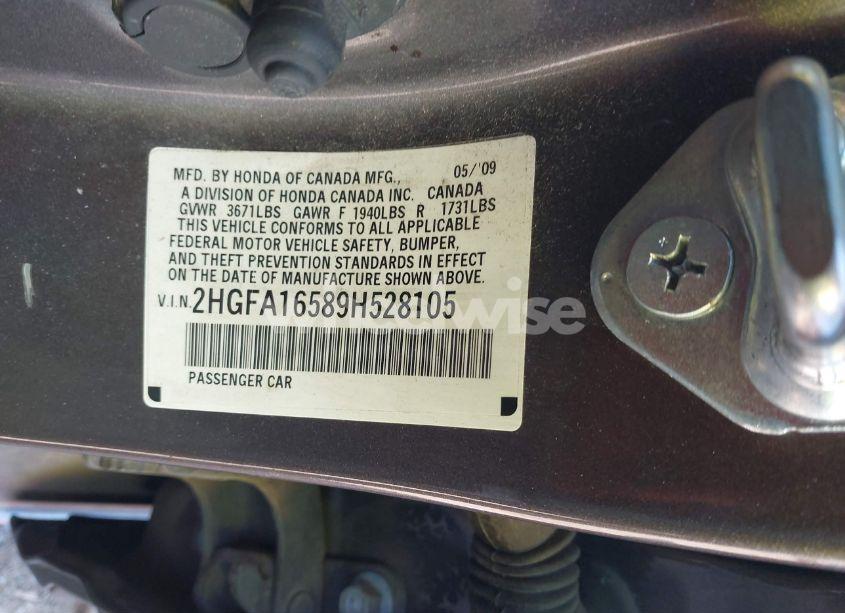 MFD. BY HONDA OF CANADA MFG., 05/'09
A DIVISION OF HONDA CANADA INC. CANADA
GVWR 3671LBS GAWR F 1940LBS R 1731LBS
THIS VEHICLE CONFORMS TO ALL APPLICABLE
FEDERAL MOTOR VEHICLE SAFETY, BUMPER,
AND THEFT PREVENTION STANDARDS IN EFFECT
ON THE DATE OF MANUFACTURE SHOWN ABOVE.
V.I.N. 2HGFA16589H528105
PASSENGER CAR